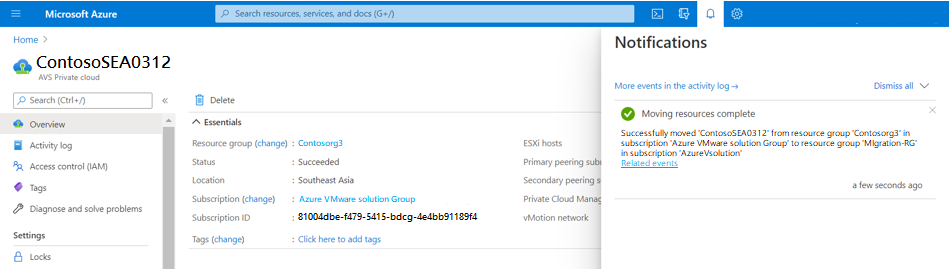 Microsoft Azure
Search resources, services, and docs (G+/)
Home
ContosoSEA0312
AVS Private cloud
Search (Ctrl+/)
Overview
Activity log
Access control (IAM)
Tags
Diagnose and solve problems
Settings
Locks
Delete
Essentials
Resource group (change) : Contosorg3
Status : Succeeded
Location : Southeast Asia
Subscription (change) : Azure VMware solution Group
Subscription ID : 81004dbe-f479-5415-bdcg-4e4bb91189f4
Tags (change) : Click here to add tags
ESXi hosts
Primary peering sub
Secondary peering su
Private Cloud Manag
vMotion network
Notifications
More events in the activity log →
Dismiss all
Moving resources complete
Successfully moved 'ContosoSEA0312' from resource group 'Contosorg3' in
subscription 'Azure VMware solution Group' to resource group 'MIgration-RG'
in subscription 'AzureVsolution'
Related events
a few seconds ago